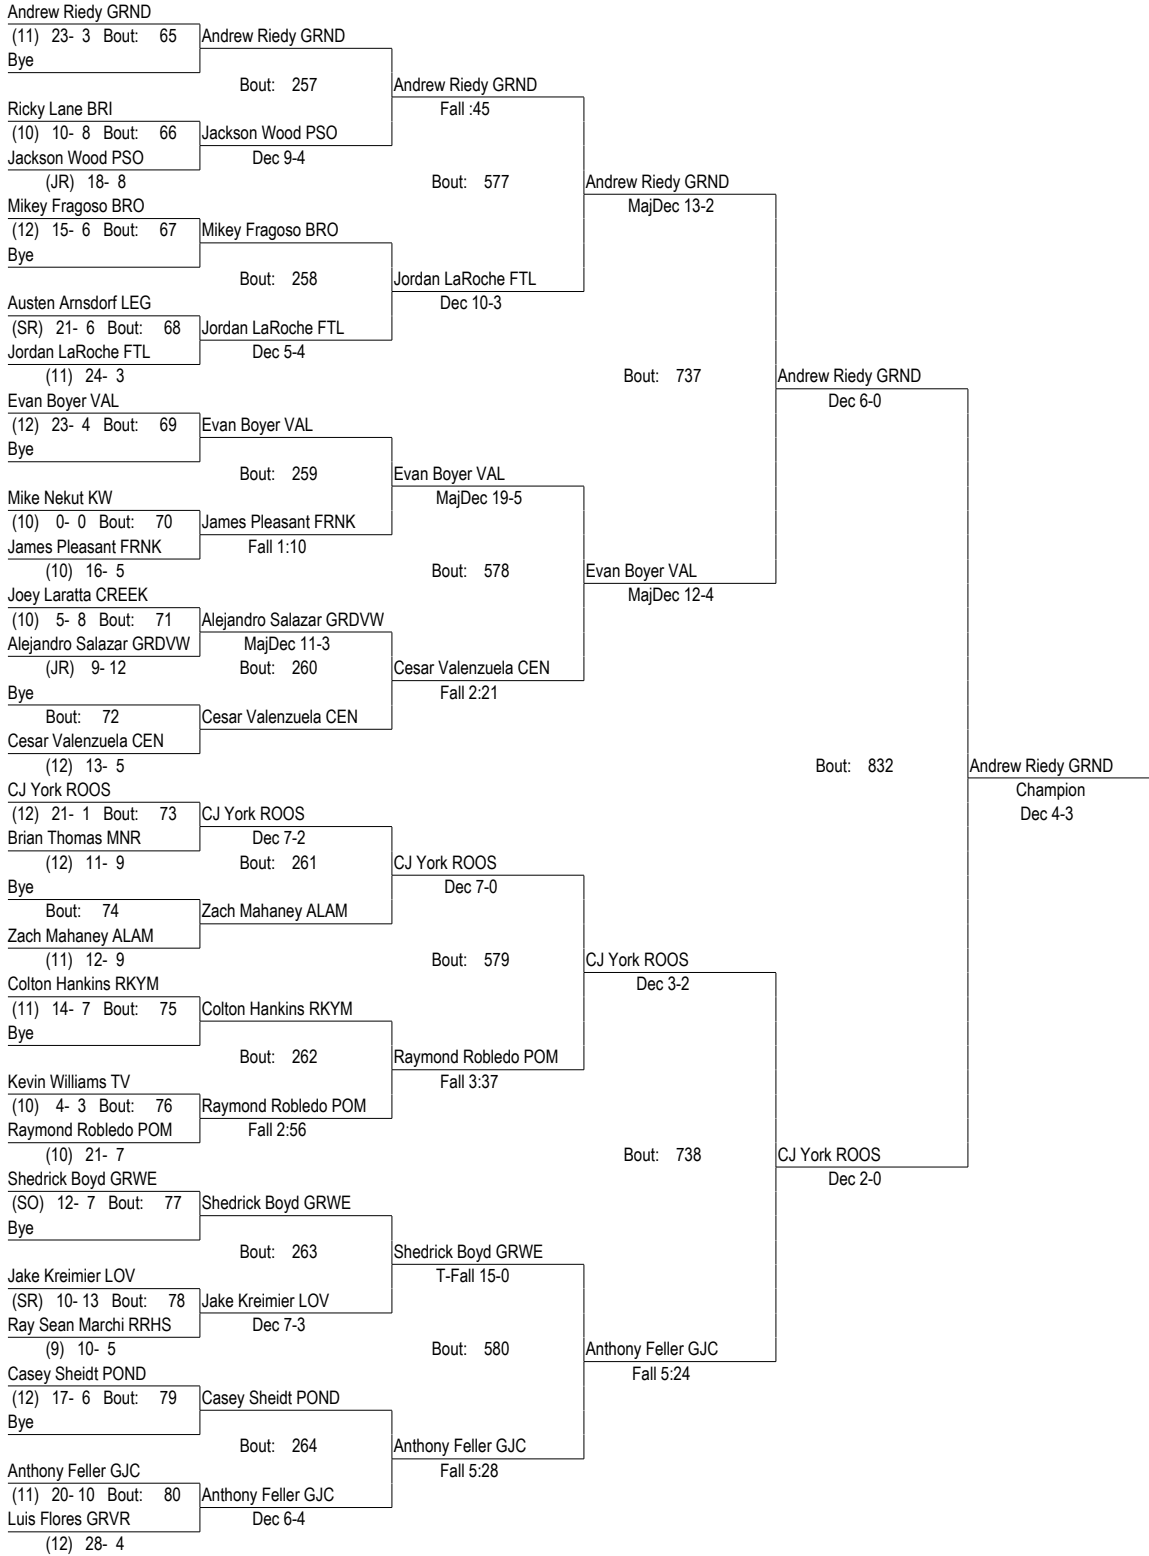 Andrew Riedy GRND
(11) 23- 3 Bout: 65 Andrew Riedy GRND
Bye
Bout: 257 Andrew Riedy GRND
Ricky Lane BRI Fall :45
(10) 10- 8 Bout: 66 Jackson Wood PSO
Jackson Wood PSO Dec 9-4
(JR) 18- 8 Bout: 577 Andrew Riedy GRND
Mikey Fragoso BRO MajDec 13-2
(12) 15- 6 Bout: 67 Mikey Fragoso BRO
Bye
Bout: 258 Jordan LaRoche FTL
Austen Arnsdorf LEG Dec 10-3
(SR) 21- 6 Bout: 68 Jordan LaRoche FTL
Jordan LaRoche FTL Dec 5-4
(11) 24- 3 Bout: 737 Andrew Riedy GRND
Evan Boyer VAL Dec 6-0
(12) 23- 4 Bout: 69 Evan Boyer VAL
Bye
Bout: 259 Evan Boyer VAL
Mike Nekut KW MajDec 19-5
(10) 0- 0 Bout: 70 James Pleasant FRNK
James Pleasant FRNK Fall 1:10
(10) 16- 5 Bout: 578 Evan Boyer VAL
Joey Laratta CREEK MajDec 12-4
(10) 5- 8 Bout: 71 Alejandro Salazar GRDVW
Alejandro Salazar GRDVW MajDec 11-3
(JR) 9- 12 Bout: 260 Cesar Valenzuela CEN
Bye Fall 2:21
Bout: 72 Cesar Valenzuela CEN
Cesar Valenzuela CEN
(12) 13- 5 Bout: 832 Andrew Riedy GRND
CJ York ROOS Champion
(12) 21- 1 Bout: 73 CJ York ROOS Dec 4-3
Brian Thomas MNR Dec 7-2
(12) 11- 9 Bout: 261 CJ York ROOS
Bye Dec 7-0
Bout: 74 Zach Mahaney ALAM
Zach Mahaney ALAM
(11) 12- 9 Bout: 579 CJ York ROOS
Colton Hankins RKYM Dec 3-2
(11) 14- 7 Bout: 75 Colton Hankins RKYM
Bye
Bout: 262 Raymond Robledo POM
Kevin Williams TV Fall 3:37
(10) 4- 3 Bout: 76 Raymond Robledo POM
Raymond Robledo POM Fall 2:56
(10) 21- 7 Bout: 738 CJ York ROOS
Shedrick Boyd GRWE Dec 2-0
(SO) 12- 7 Bout: 77 Shedrick Boyd GRWE
Bye
Bout: 263 Shedrick Boyd GRWE
Jake Kreimier LOV T-Fall 15-0
(SR) 10- 13 Bout: 78 Jake Kreimier LOV
Ray Sean Marchi RRHS Dec 7-3
(9) 10- 5 Bout: 580 Anthony Feller GJC
Casey Sheidt POND Fall 5:24
(12) 17- 6 Bout: 79 Casey Sheidt POND
Bye
Bout: 264 Anthony Feller GJC
Anthony Feller GJC Fall 5:28
(11) 20- 10 Bout: 80 Anthony Feller GJC
Luis Flores GRVR Dec 6-4
(12) 28- 4